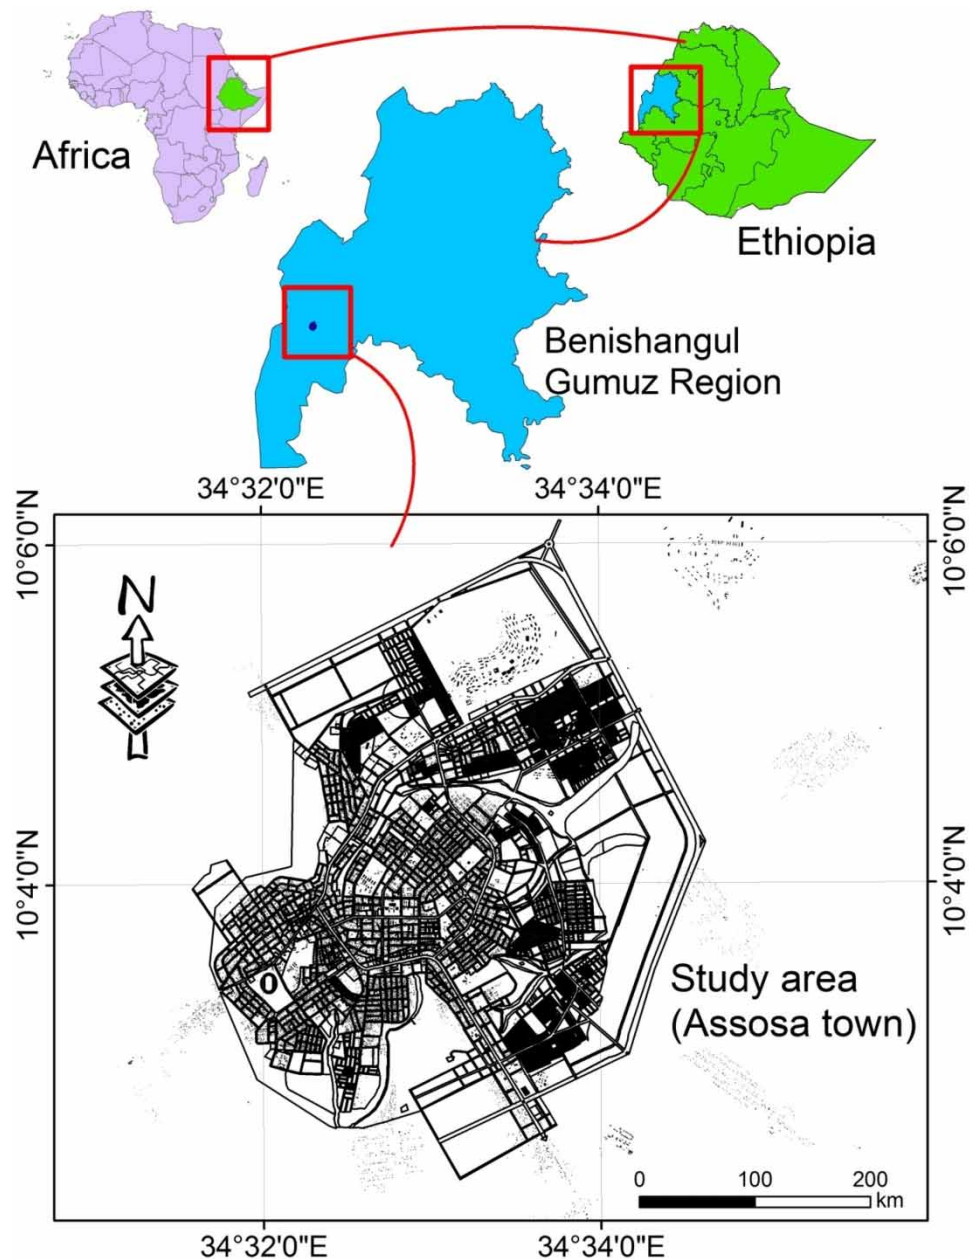 Africa
Ethiopia
Benishangul
Gumuz Region
34°32'0"E
34°34'0"E
10°6'0"N
10°6'0"N
N
10°4'0"N
10°4'0"N
Study area
(Assosa town)
0
100
200
km
34°32'0"E
34°34'0"E